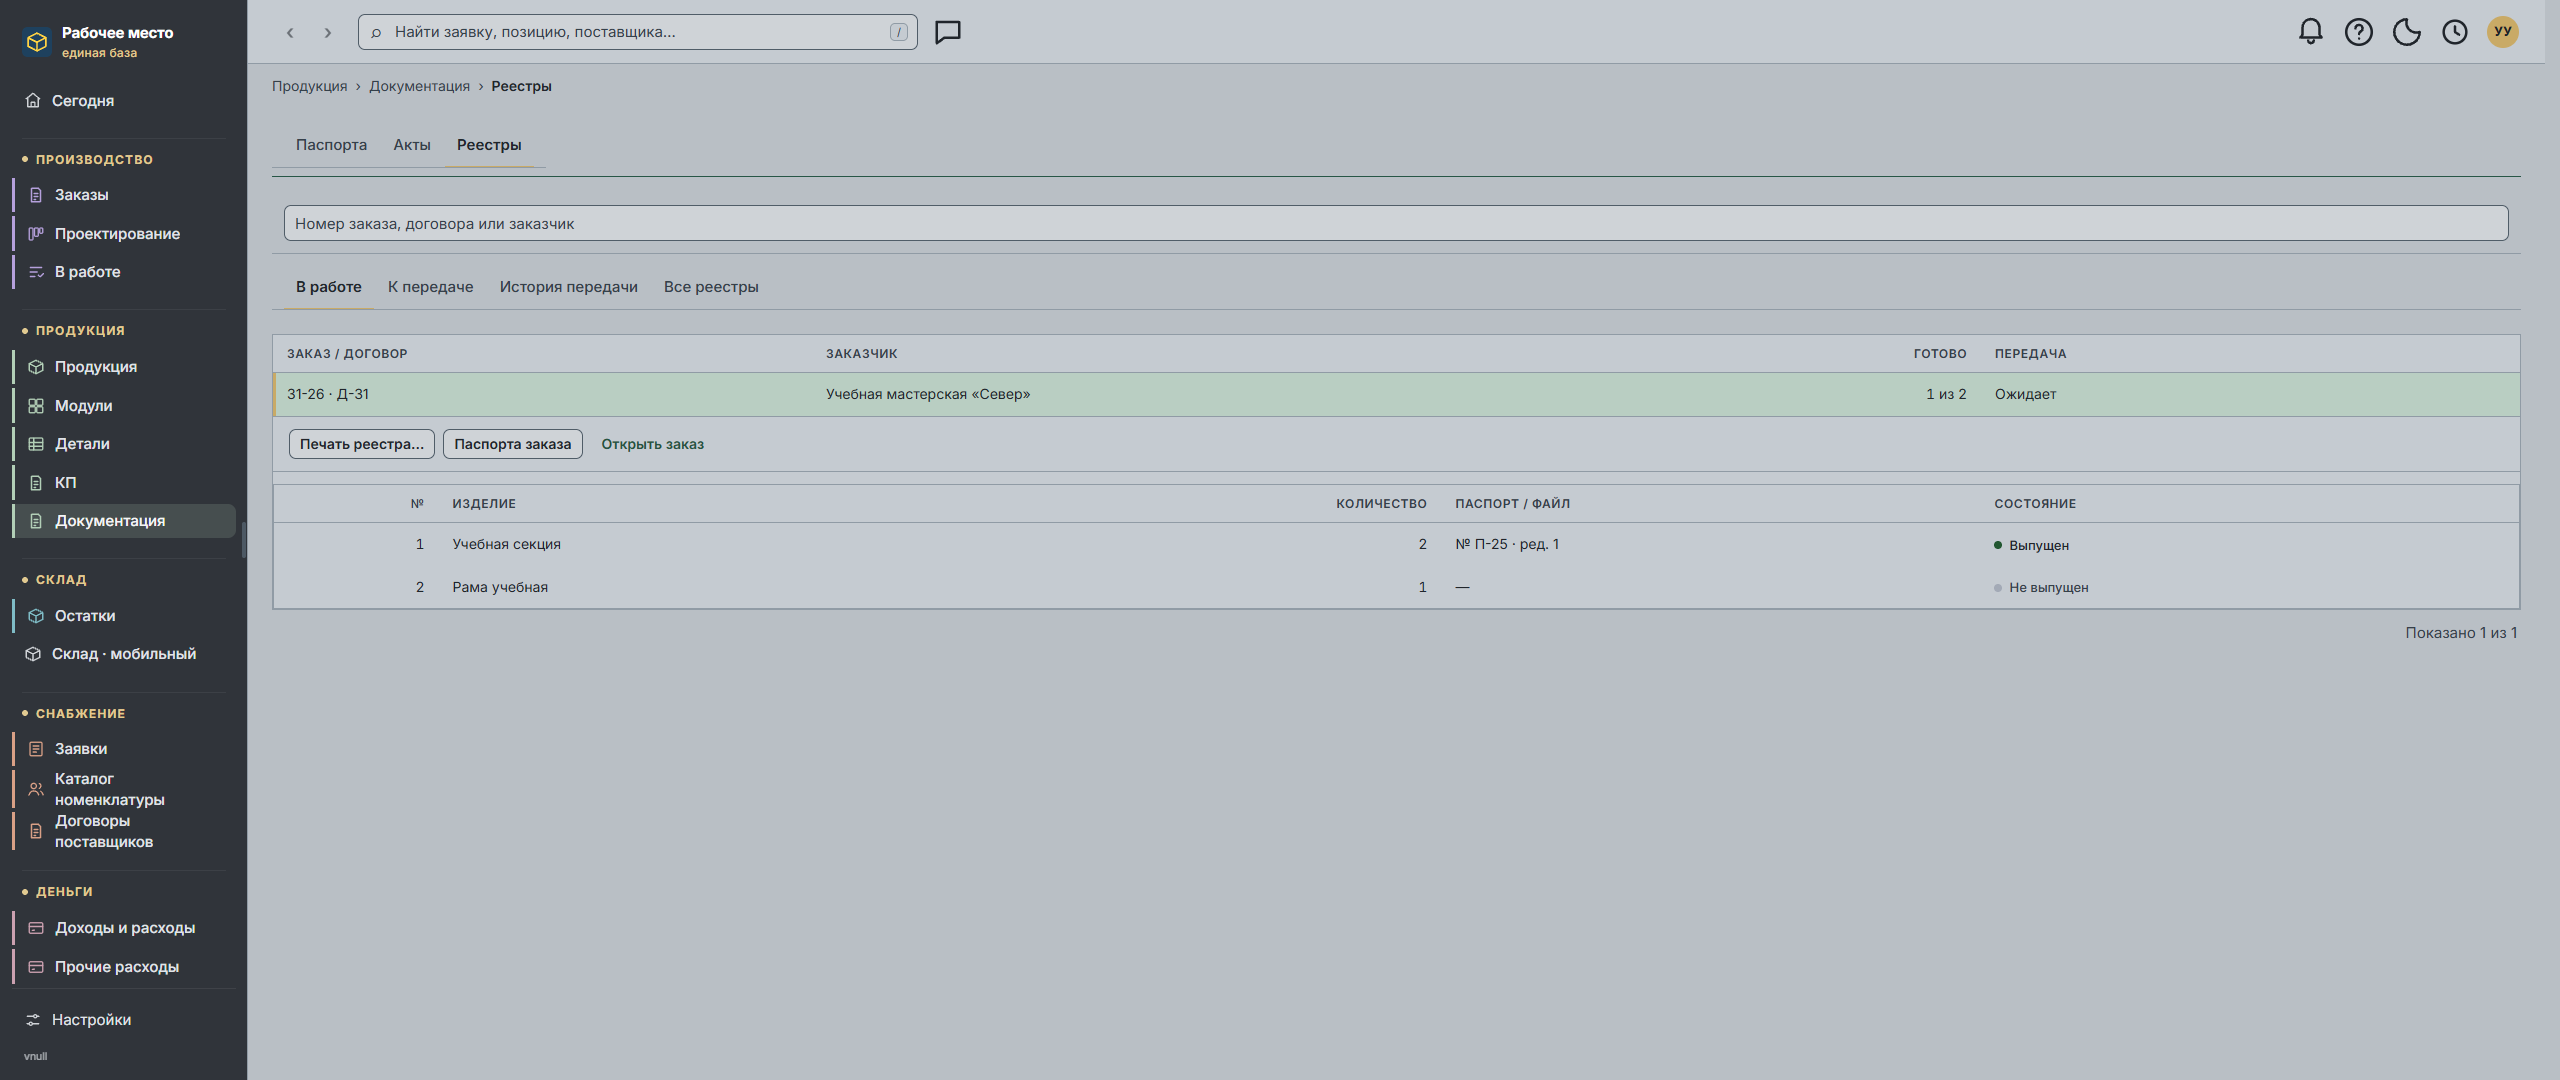 Рабочее место
единая база
Сегодня
ПРОИЗВОДСТВО
Заказы
Проектирование
В работе
ПРОДУКЦИЯ
Продукция
Модули
Детали
КП
Документация
СКЛАД
Остатки
Склад · мобильный
СНАБЖЕНИЕ
Заявки
Каталог
номенклатуры
Договоры
поставщиков
ДЕНЬГИ
Доходы и расходы
Прочие расходы
Настройки
vnull
Найти заявку, позицию, поставщика... /
УУ
Продукция › Документация › Реестры
Паспорта Акты Реестры
Номер заказа, договора или заказчик
В работе К передаче История передачи Все реестры
ЗАКАЗ / ДОГОВОР ЗАКАЗЧИК ГОТОВО ПЕРЕДАЧА
31-26 · Д-31 Учебная мастерская «Север» 1 из 2 Ожидает
Печать реестра... Паспорта заказа Открыть заказ
№ ИЗДЕЛИЕ КОЛИЧЕСТВО ПАСПОРТ / ФАЙЛ СОСТОЯНИЕ
1 Учебная секция 2 № П-25 · ред. 1 Выпущен
2 Рама учебная 1 — Не выпущен
Показано 1 из 1